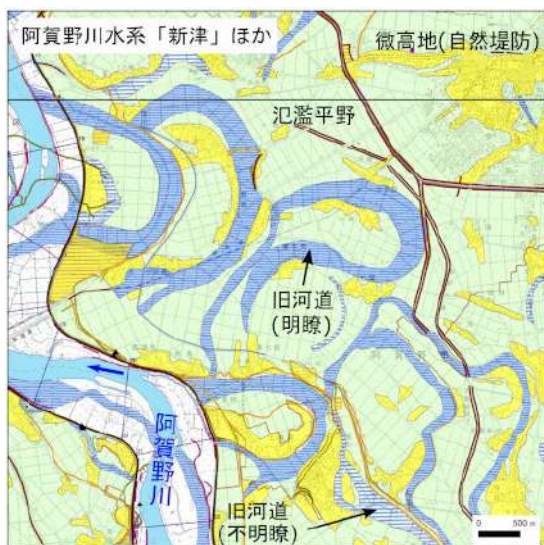 阿賀野川水系「新津」ほか
微高地(自然堤防)
氾濫平野
旧河道
(明瞭)
阿賀野川
旧河道
(不明瞭)
0 500 m